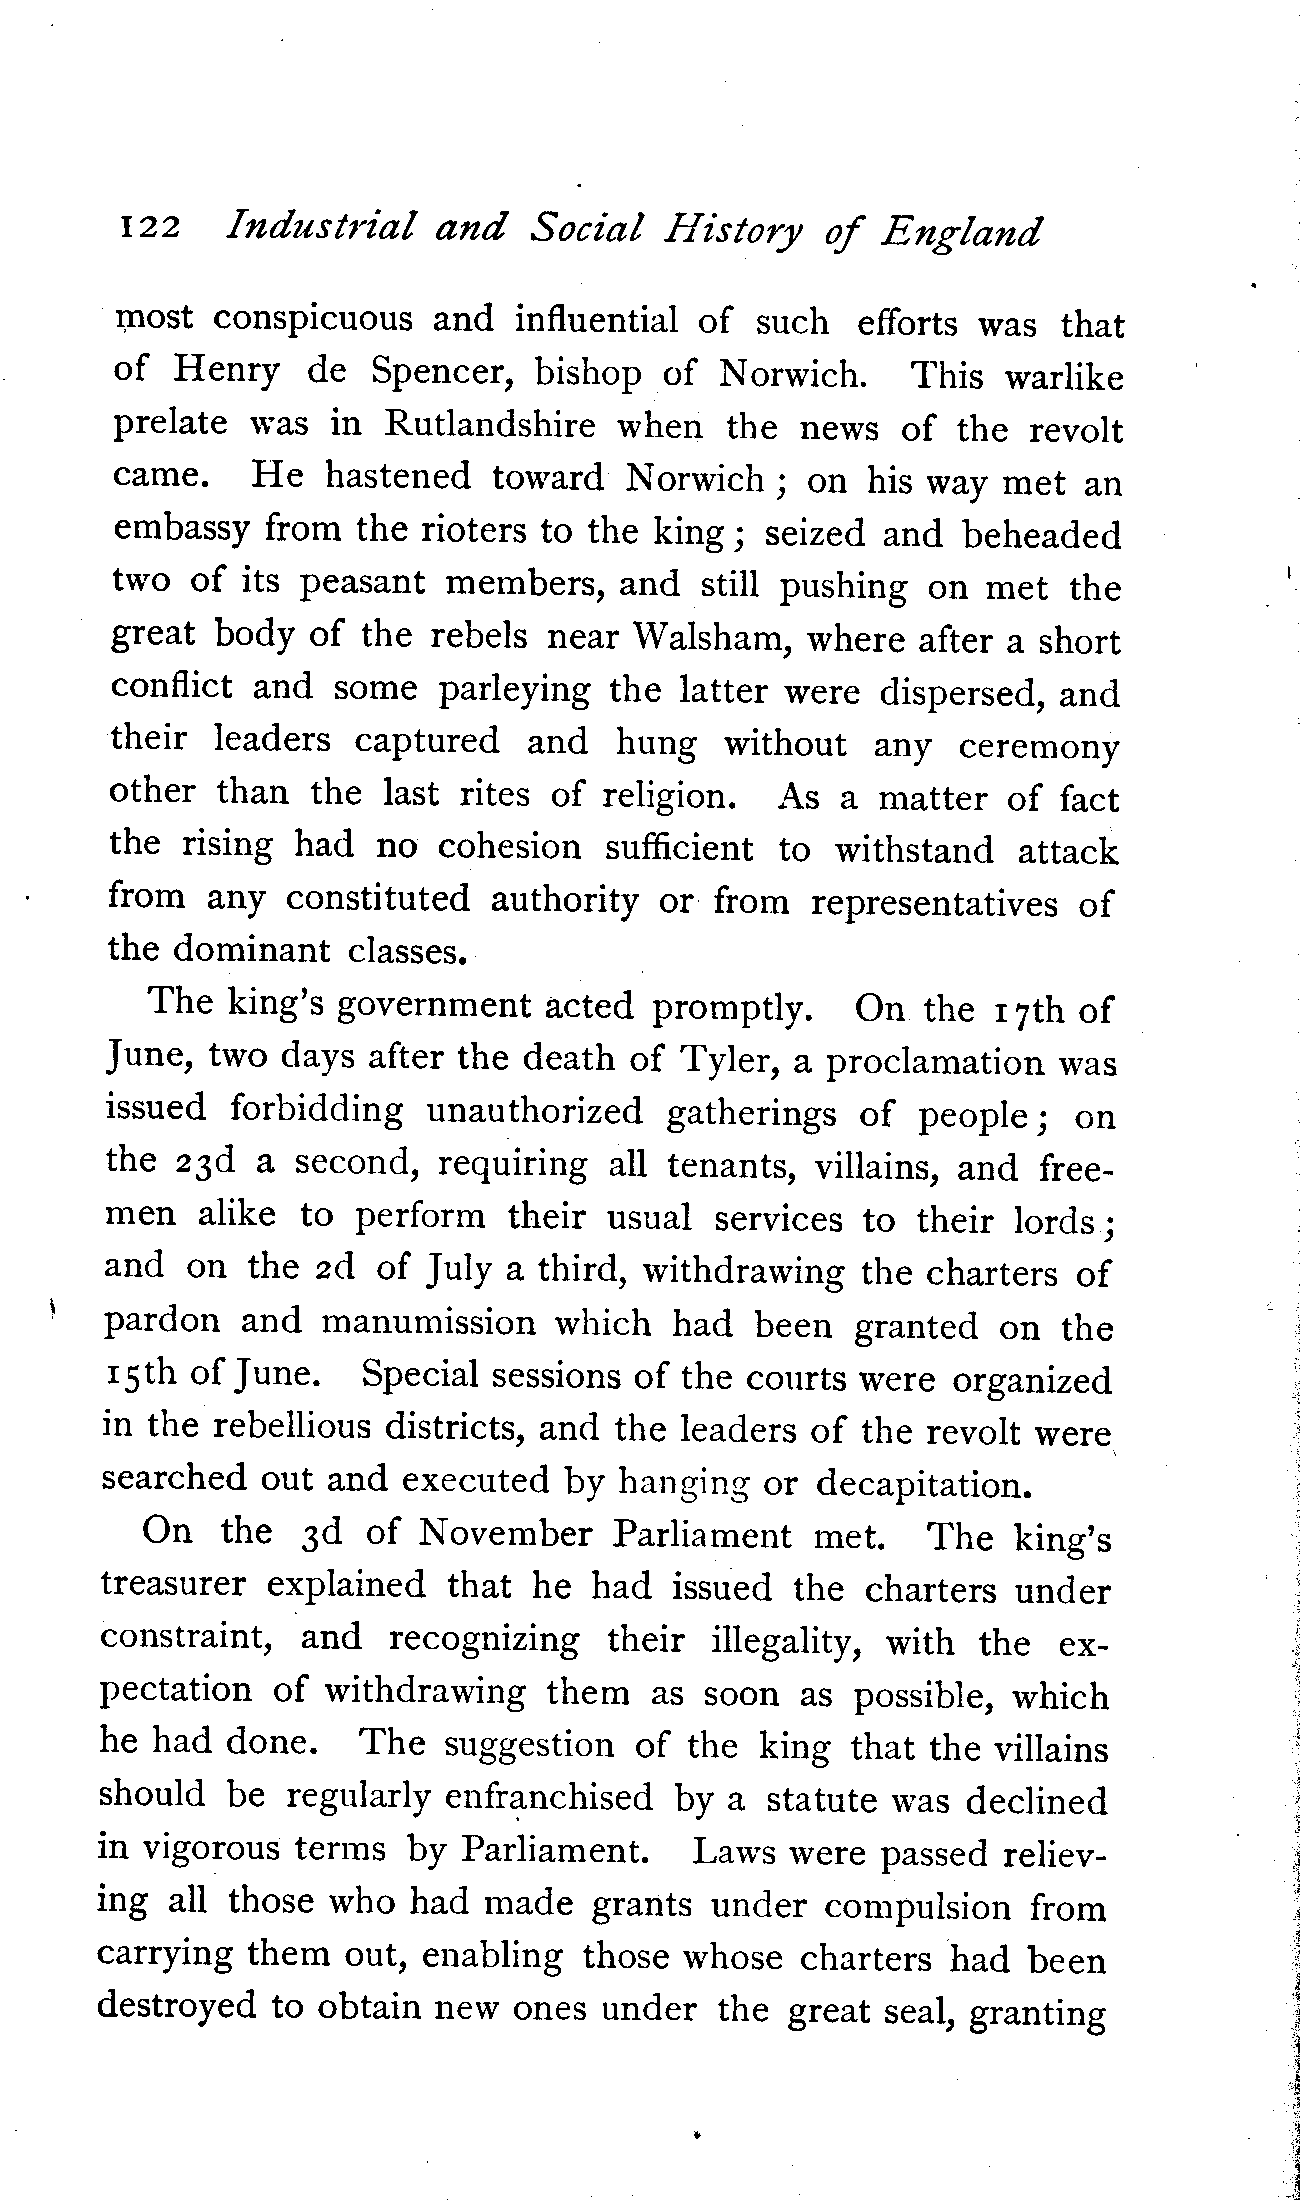 122 Industrial and Social History of England
most conspicuous and influential of such efforts was that
of Henry de Spencer, bishop of Norwich. This warlike
prelate was in Rutlandshire when the news of the revolt
came. He hastened toward Norwich ; on his way met an
embassy from the rioters to the king ; seized and beheaded
two of its peasant members, and still pushing on met the
great body of the rebels near Walsham, where after a short
conflict and some parleying the latter were dispersed, and
their leaders captured and hung without any ceremony
other than the last rites of religion. As a matter of fact
the rising had no cohesion sufficient to withstand attack
from any constituted authority or from representatives of
the dominant classes.
The king's government acted promptly. On the 17th of
June, two days after the death of Tyler, a proclamation was
issued forbidding unauthorized gatherings of people ; on
the 23d a second, requiring all tenants, villains, and free-
men alike to perform their usual services to their lords ;
and on the 2d of July a third, withdrawing the charters of
pardon and manumission which had been granted on the
15th of June. Special sessions of the courts were organized
in the rebellious districts, and the leaders of the revolt were
searched out and executed by hanging or decapitation.
On the 3d of November Parliament met. The king's
treasurer explained that he had issued the charters under
constraint, and recognizing their illegality, with the ex-
pectation of withdrawing them as soon as possible, which
he had done. The suggestion of the king that the villains
should be regularly enfranchised by a statute was declined
in vigorous terms by Parliament. Laws were passed reliev-
ing all those who had made grants under compulsion from
carrying them out, enabling those whose charters had been
destroyed to obtain new ones under the great seal, granting